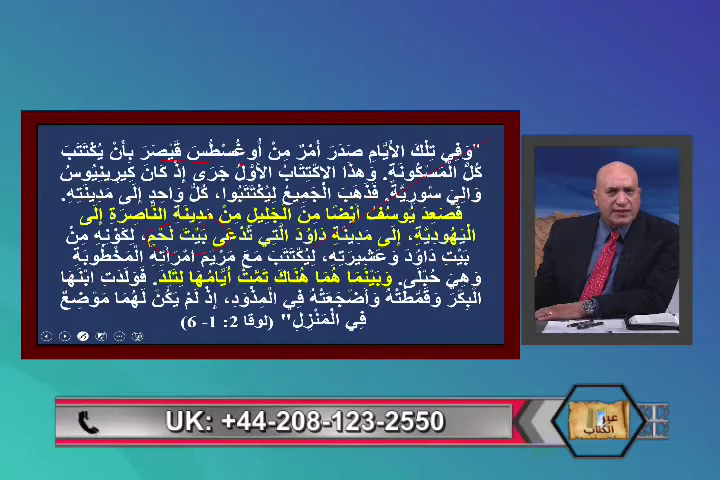 "وَفِي تِلْكَ الأَيَّامِ صَدَرَ أَمْرٌ مِنْ أُوغُسْطُسَ قَيْصَرَ بِأَنْ يُكْتَتَبَ
كُلُّ الْمَسْكُونَةِ. وَهذَا الاكْتِتَابُ الأَوَّلُ جَرَى إِذْ كَانَ كِيرِينِيُوسُ
وَالِيَ سُورِيَّةَ. فَذَهَبَ الْجَمِيعُ لِيُكْتَتَبُوا، كُلُّ وَاحِدٍ إِلَى مَدِينَتِهِ.
فَصَعِدَ يُوسُفُ أَيْضًا مِنَ الْجَلِيلِ مِنْ مَدِينَةِ النَّاصِرَةِ إِلَى
الْيَهُودِيَّةِ، إِلَى مَدِينَةِ دَاوُدَ الَّتِي تُدْعَى بَيْتَ لَحْمٍ، لِكَوْنِهِ مِنْ
بَيْتِ دَاوُدَ وَعَشِيرَتِهِ، لِيُكْتَتَبَ مَعَ مَرْيَمَ امْرَأَتِهِ الْمَخْطُوبَةِ
وَهِيَ حُبْلَى. وَبَيْنَمَا هُمَا هُنَاكَ تَمَّتْ أَيَّامُهَا لِتَلِدَ. فَوَلَدَتِ ابْنَهَا
الْبِكْرَ وَقَمَّطَتْهُ وَأَضْجَعَتْهُ فِي الْمِذْوَدِ، إِذْ لَمْ يَكُنْ لَهُمَا مَوْضِعٌ
فِي الْمَنْزِلِ" (لوقا 2: 1- 6)
UK: +44-208-123-2550
عبر
الكتاب